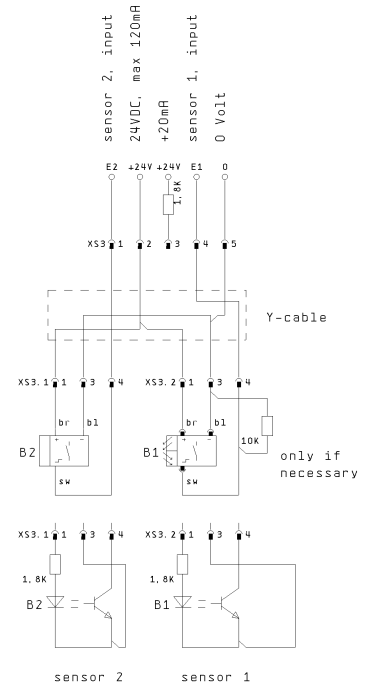 sensor 2, input
24VDC, max 120mA
+20mA
sensor 1, input
0 Volt
E2 +24V +24V E1 0
1,8K
XS3 1 2 3 4 5
Y-cable
XS3.1 1 3 4 XS3.2 1 3 4
br bl br bl
B2 B1 10K
sw sw
only if
necessary
XS3.1 1 3 4 XS3.2 1 3 4
1,8K 1,8K
B2 B1
sensor 2 sensor 1